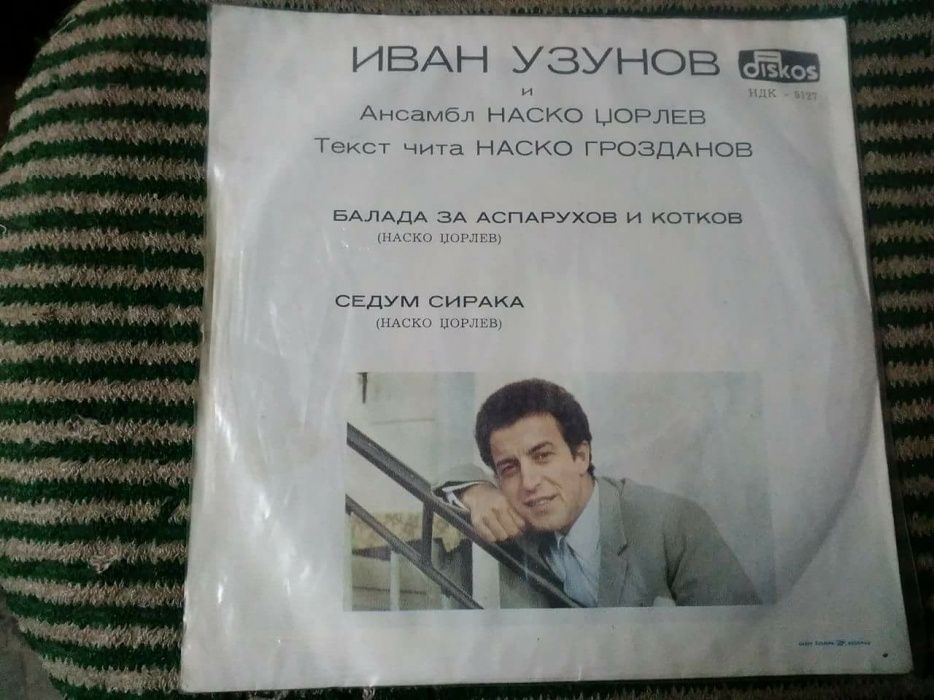 ИВАН УЗУНОВ
diskos
НДК - 5127
и
Ансамбл НАСКО ЏОРЛЕВ
Текст чита НАСКО ГРОЗДАНОВ
БАЛАДА ЗА АСПАРУХОВ И КОТКОВ
(НАСКО ЏОРЛЕВ)
СЕДУМ СИРАКА
(НАСКО ЏОРЛЕВ)